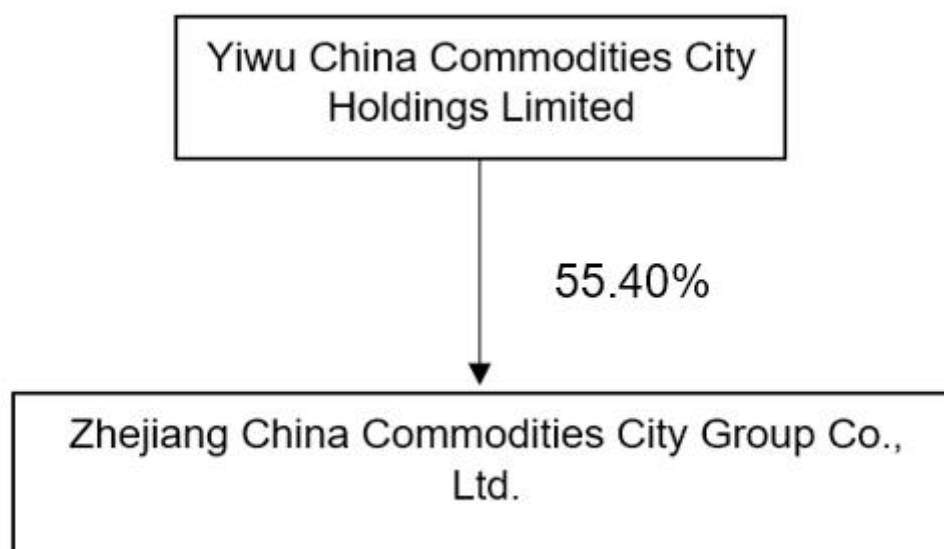 Yiwu China Commodities City
Holdings Limited
55.40%
Zhejiang China Commodities City Group Co.,
Ltd.